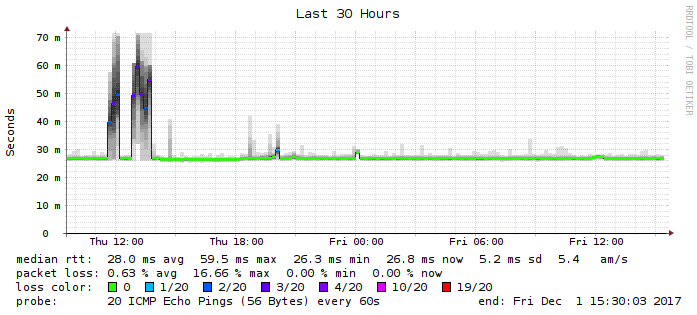 Last 30 Hours
RRDTOOL / TOBI OETIKER
Seconds
70 m
60 m
50 m
40 m
30 m
20 m
10 m
0
Thu 12:00 Thu 18:00 Fri 00:00 Fri 06:00 Fri 12:00
median rtt: 28.0 ms avg 59.5 ms max 26.3 ms min 26.8 ms now 5.2 ms sd 5.4 am/s
packet loss: 0.63 % avg 16.66 % max 0.00 % min 0.00 % now
loss color: 0 1/20 2/20 3/20 4/20 10/20 19/20
probe: 20 ICMP Echo Pings (56 Bytes) every 60s end: Fri Dec 1 15:30:03 2017